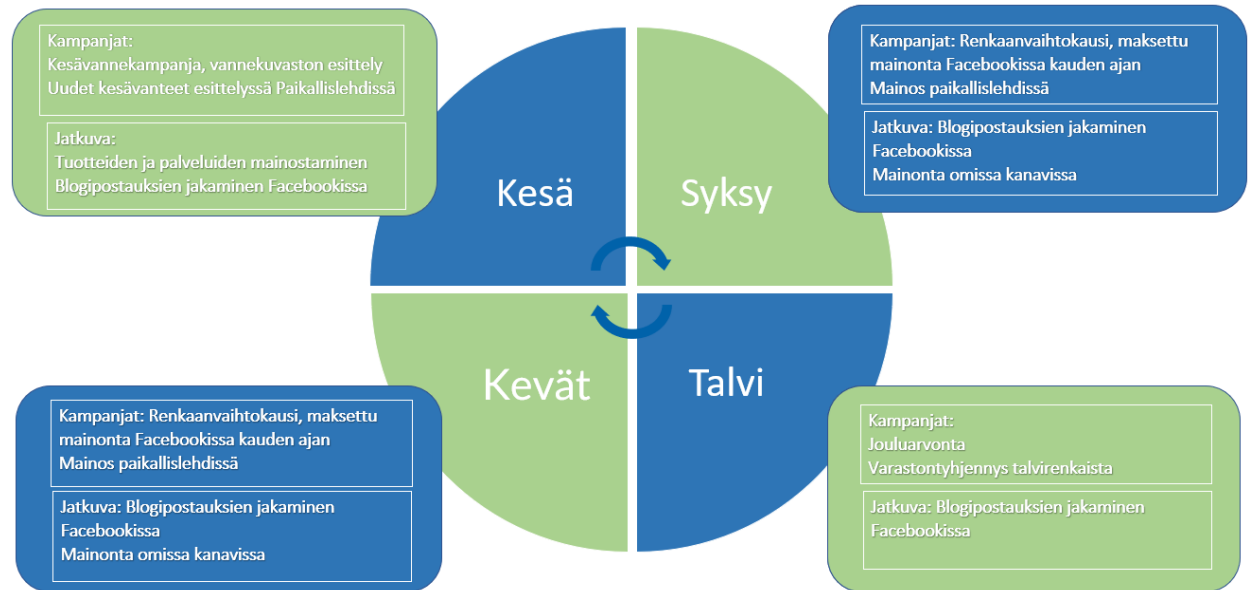 Kampanjat:
Kesävannekampanja, vannekuvaston esittely
Uudet kesävanteet esittelyssä Paikallislehdissä
Jatkuva:
Tuotteiden ja palveluiden mainostaminen
Blogipostauksien jakaminen Facebookissa
Kesä
Syksy
Kampanjat: Renkaanvaihtokausi, maksettu
mainonta Facebookissa kauden ajan
Mainos paikallislehdissä
Jatkuva: Blogipostauksien jakaminen
Facebookissa
Mainonta omissa kanavissa
Kampanjat: Renkaanvaihtokausi, maksettu
mainonta Facebookissa kauden ajan
Mainos paikallislehdissä
Jatkuva: Blogipostauksien jakaminen
Facebookissa
Mainonta omissa kanavissa
Kevät
Talvi
Kampanjat:
Jouluarvonta
Varastontyhjennys talvirenkaista
Jatkuva: Blogipostauksien jakaminen
Facebookissa